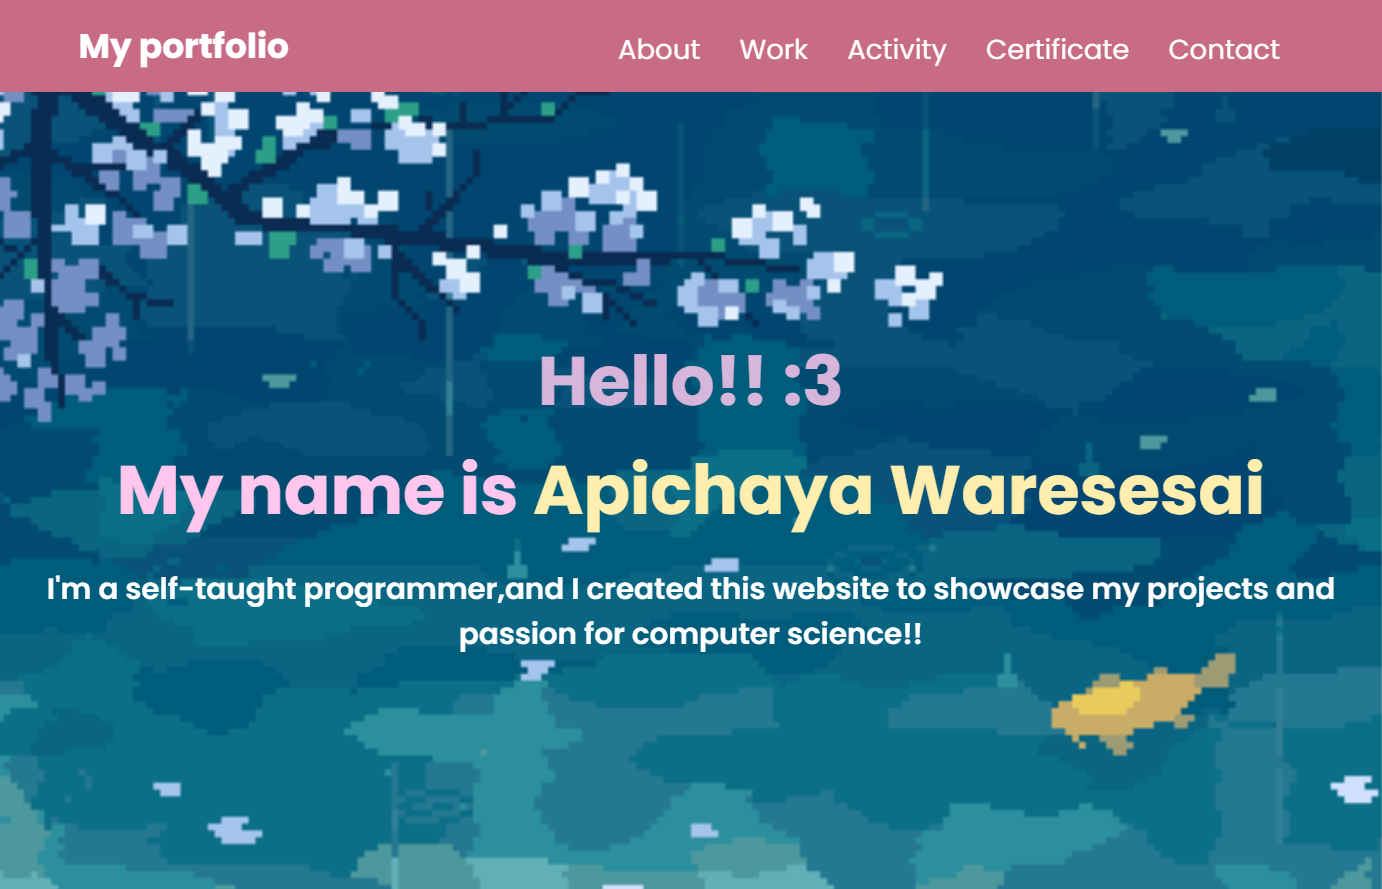 My portfolio
About Work Activity Certificate Contact
Hello!! :3
My name is Apichaya Waresesai
I'm a self-taught programmer,and I created this website to showcase my projects and
passion for computer science!!